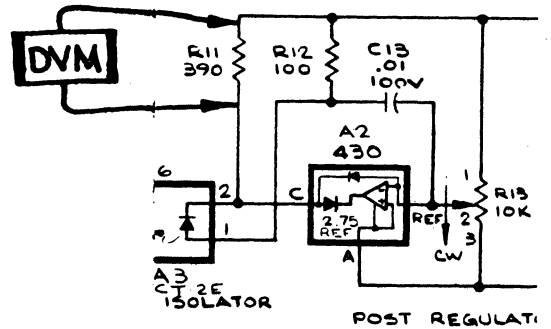 DVM
R11
390
R12
100
C13
.01
100V
A2
430
6
2
C
2.75
REF
1
A
REF
1
2
3
R13
10K
CW
A3
ISOLATOR
POST REGULAT